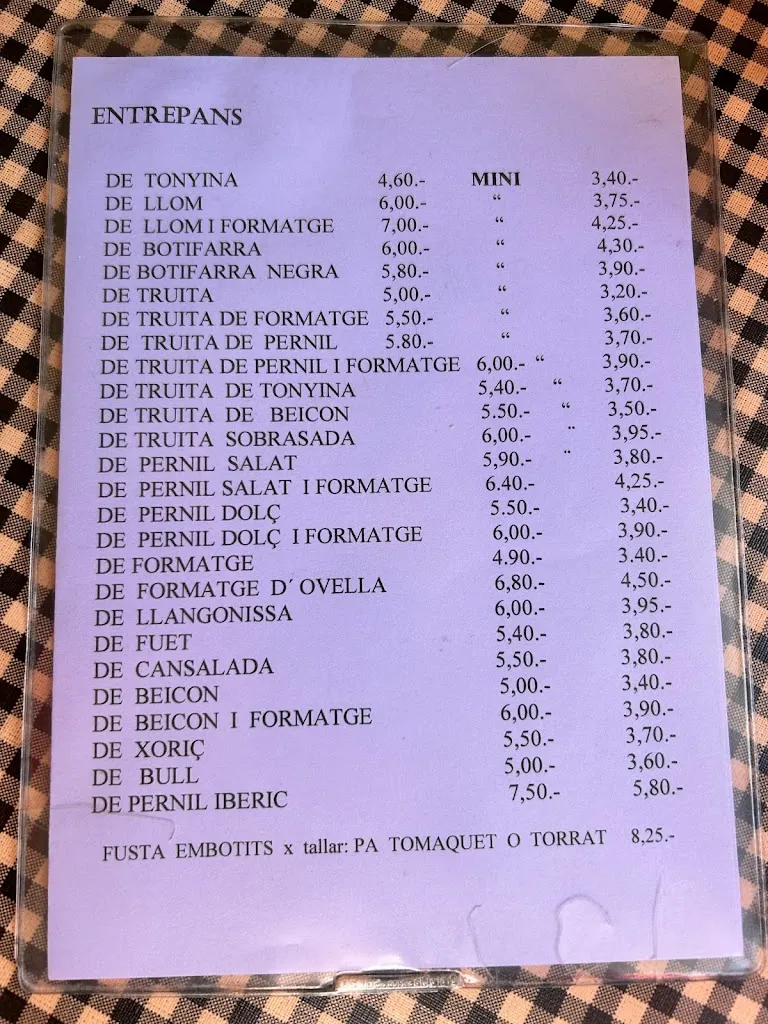 ENTREPANS
DE TONYINA 4,60.- MINI 3,40.-
DE LLOM 6,00.- “ 3,75.-
DE LLOM I FORMATGE 7,00.- “ 4,25.-
DE BOTIFARRA 6,00.- “ 4,30.-
DE BOTIFARRA NEGRA 5,80.- “ 3,90.-
DE TRUITA 5,00.- “ 3,20.-
DE TRUITA DE FORMATGE 5,50.- “ 3,60.-
DE TRUITA DE PERNIL 5.80.- “ 3,70.-
DE TRUITA DE PERNIL I FORMATGE 6,00.- “ 3,90.-
DE TRUITA DE TONYINA 5,40.- “ 3,70.-
DE TRUITA DE BEICON 5.50.- “ 3,50.-
DE TRUITA SOBRASADA 6,00.- ¨ 3,95.-
DE PERNIL SALAT 5,90.- ¨ 3,80.-
DE PERNIL SALAT I FORMATGE 6.40.- 4,25.-
DE PERNIL DOLÇ 5.50.- 3,40.-
DE PERNIL DOLÇ I FORMATGE 6,00.- 3,90.-
DE FORMATGE 4.90.- 3.40.-
DE FORMATGE D´ OVELLA 6,80.- 4,50.-
DE LLANGONISSA 6,00.- 3,95.-
DE FUET 5,40.- 3,80.-
DE CANSALADA 5,50.- 3,80.-
DE BEICON 5,00.- 3,40.-
DE BEICON I FORMATGE 6,00.- 3,90.-
DE XORIÇ 5,50.- 3,70.-
DE BULL 5,00.- 3,60.-
DE PERNIL IBERIC 7,50.- 5,80.-
FUSTA EMBOTITS x tallar: PA TOMAQUET O TORRAT 8,25.-